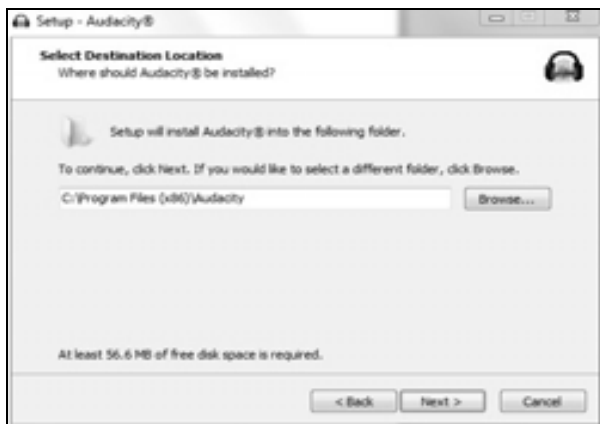 Setup - Audacity®
Select Destination Location
Where should Audacity® be installed?
Setup will install Audacity® into the following folder.
To continue, click Next. If you would like to select a different folder, click Browse.
C:\Program Files (x86)\Audacity
Browse...
At least 56.6 MB of free disk space is required.
< Back
Next >
Cancel